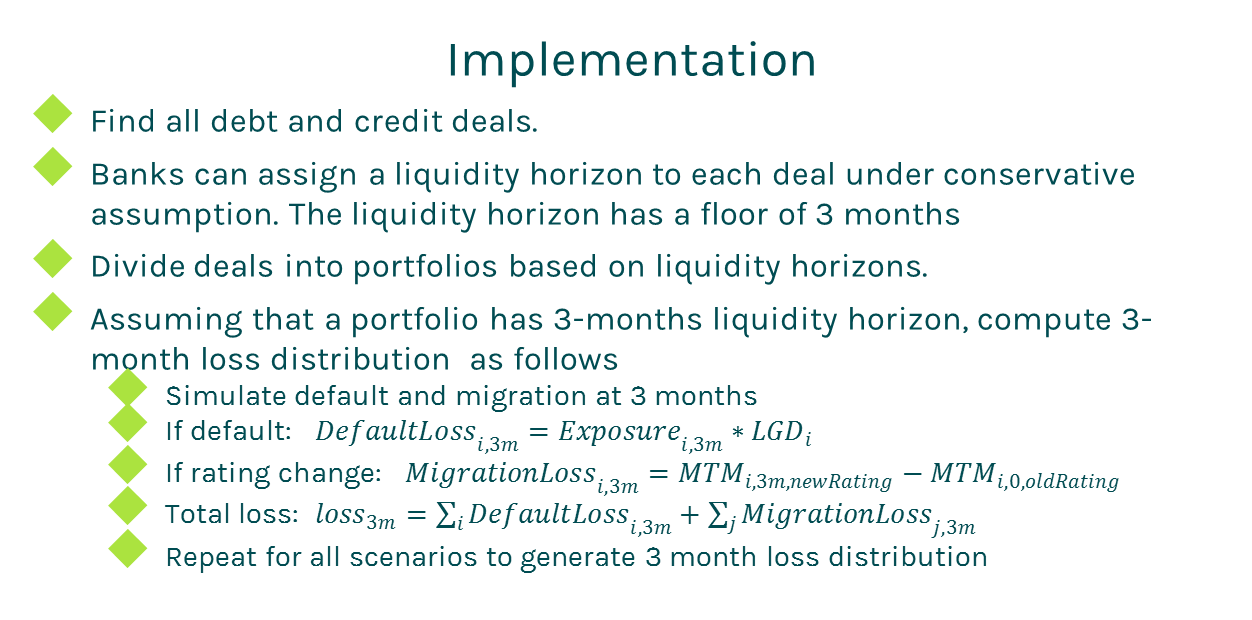 Implementation
Find all debt and credit deals.
Banks can assign a liquidity horizon to each deal under conservative
assumption. The liquidity horizon has a floor of 3 months
Divide deals into portfolios based on liquidity horizons.
Assuming that a portfolio has 3-months liquidity horizon, compute 3-
month loss distribution as follows
Simulate default and migration at 3 months
If default: $DefaultLoss_{i,3m} = Exposure_{i,3m} * LGD_i$
If rating change: $MigrationLoss_{i,3m} = MTM_{i,3m,newRating} - MTM_{i,0,oldRating}$
Total loss: $loss_{3m} = \sum_i DefaultLoss_{i,3m} + \sum_j MigrationLoss_{j,3m}$
Repeat for all scenarios to generate 3 month loss distribution